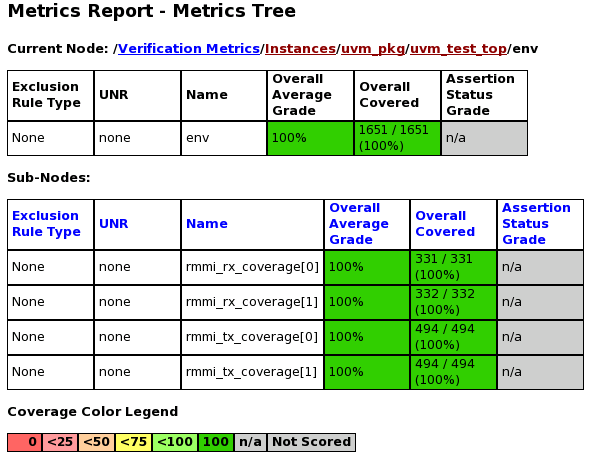 Metrics Report - Metrics Tree
Current Node: /Verification Metrics/Instances/uvm_pkg/uvm_test_top/env
Exclusion Rule Type UNR Name Overall Average Grade Overall Covered Assertion Status Grade
None none env 100% 1651 / 1651 (100%) n/a
Sub-Nodes:
Exclusion Rule Type UNR Name Overall Average Grade Overall Covered Assertion Status Grade
None none rmmi_rx_coverage[0] 100% 331 / 331 (100%) n/a
None none rmmi_rx_coverage[1] 100% 332 / 332 (100%) n/a
None none rmmi_tx_coverage[0] 100% 494 / 494 (100%) n/a
None none rmmi_tx_coverage[1] 100% 494 / 494 (100%) n/a
Coverage Color Legend
0 <25 <50 <75 <100 100 n/a Not Scored